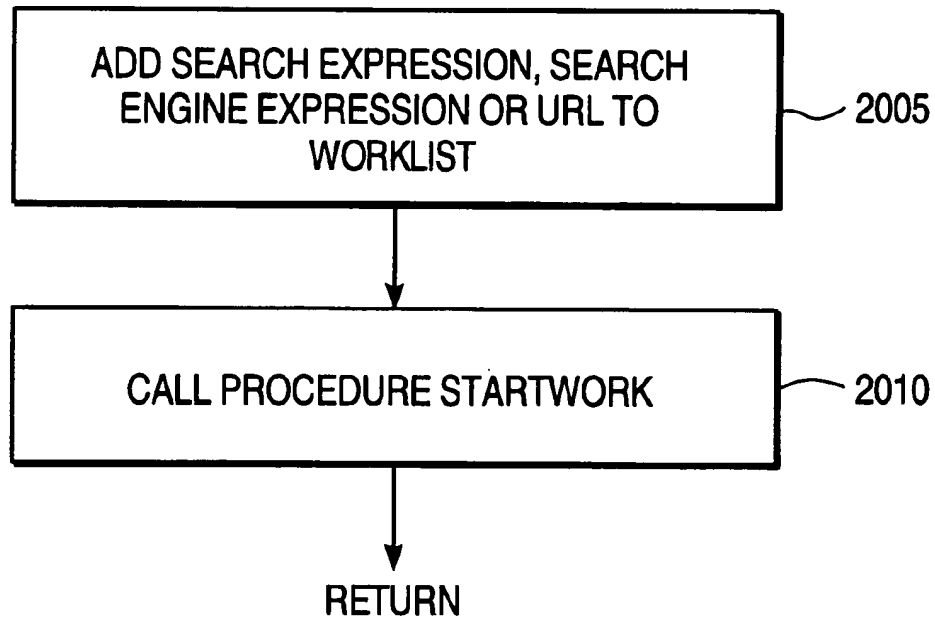 ADD SEARCH EXPRESSION, SEARCH
ENGINE EXPRESSION OR URL TO
WORKLIST
2005
CALL PROCEDURE STARTWORK
2010
RETURN